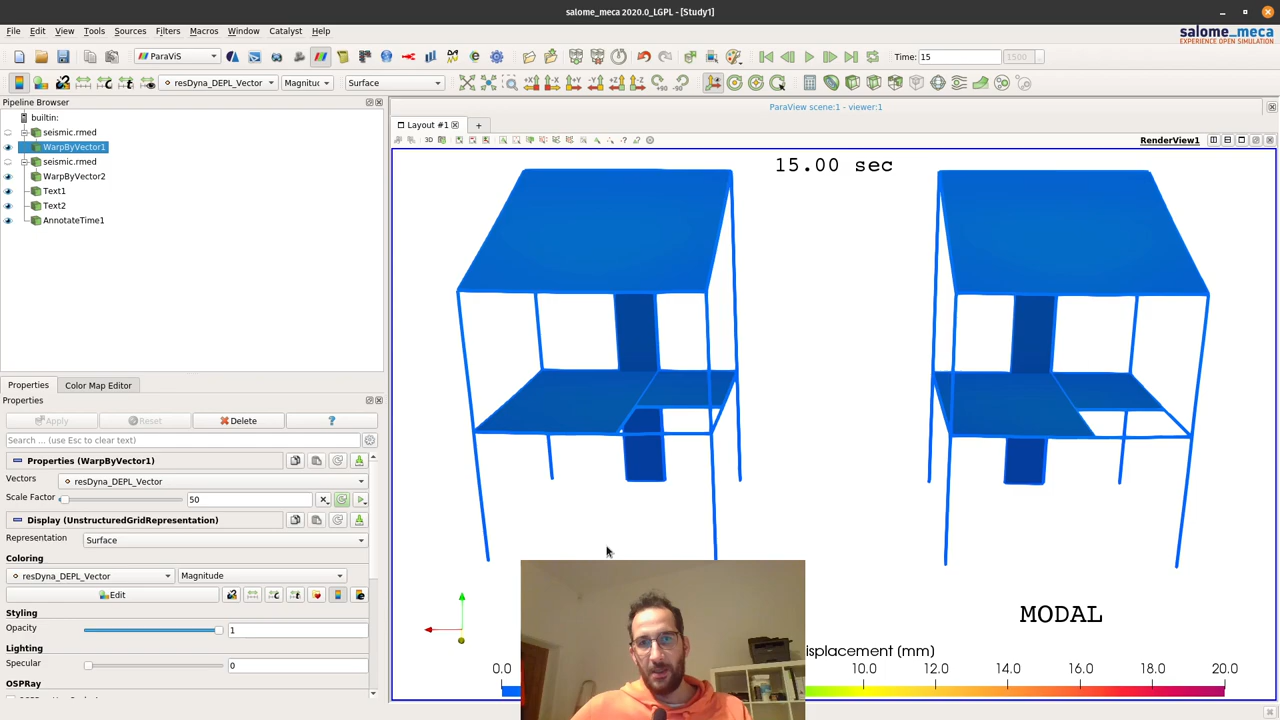 salome_meca 2020.0_LGPL - [Study1]
File Edit View Tools Sources Filters Macros Window Catalyst Help
salome_meca
EXPERIENCE OPEN SIMULATION
ParaViS
Time: 15
1500
resDyna_DEPL_Vector
Magnitu
Surface
+X -X +Y -Y +Z -Z +90 -90
Pipeline Browser
ParaView scene:1 - viewer:1
builtin:
seismic.rmed
WarpByVector1
seismic.rmed
WarpByVector2
Text1
Text2
AnnotateTime1
Layout #1
3D
RenderView1
15.00 sec
Properties
Color Map Editor
Properties
Apply
Reset
Delete
?
Search ... (use Esc to clear text)
Properties (WarpByVector1)
Vectors
resDyna_DEPL_Vector
Scale Factor
50
Display (UnstructuredGridRepresentation)
Representation
Surface
Coloring
resDyna_DEPL_Vector
Magnitude
Edit
Styling
Opacity
1
Lighting
Specular
0
OSPRay
MODAL
isplacement [mm]
0.0
10.0
12.0
14.0
16.0
18.0
20.0